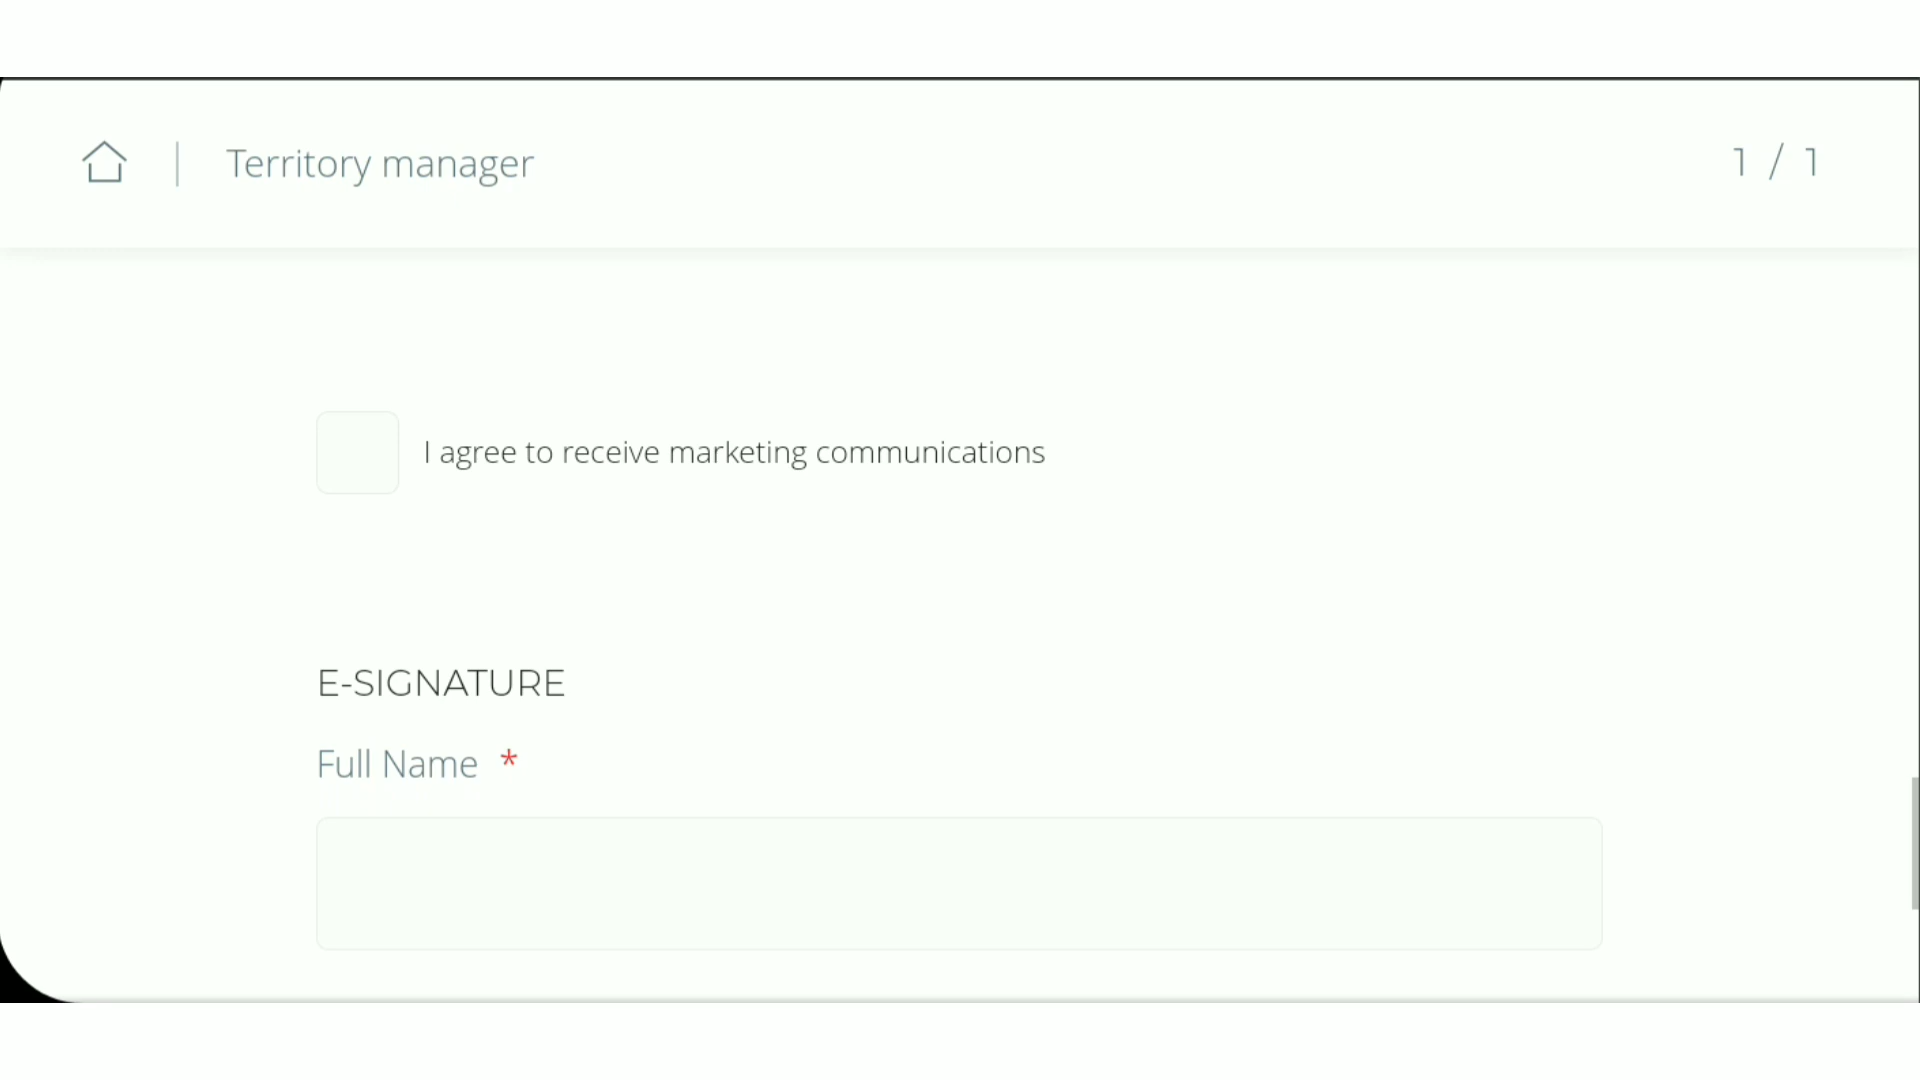 Territory manager
1 / 1
I agree to receive marketing communications
E-SIGNATURE
Full Name *